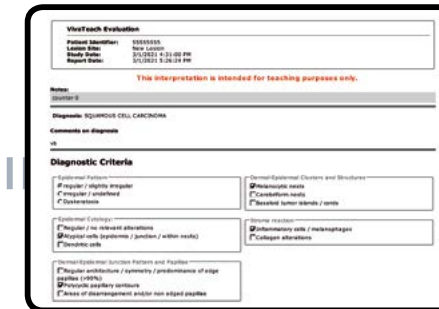 VivaTeach Evaluation
Patient Identifier: 55555555
Lesion Site: New Lesion
Study Date: 3/1/2021 4:31:00 PM
Report Date: 3/1/2021 5:26:24 PM
This interpretation is intended for teaching purposes only.
Notes:
counter-0
Diagnosis: SQUAMOUS CELL CARCINOMA
Comments on diagnosis
Diagnostic Criteria
Epidermal Pattern
regular / slightly irregular
irregular / undefined
Epidermal Cytology:
Regular / no relevant alterations
Atypical cells (epidermis / junction / within nests)
Dendritic cells
Dermal-Epidermal Junction Pattern and Papillae
Regular architecture / symmetry / predominance of edge
papillae (>90%)
Polycyclic papillary contours
Areas of disarrangement and/or non edged papillae
Dermal-Epidermal Clusters and Structures
Melanocytic nests
Cerebriform nests
Basaloid tumor islands / cords
Stroma reaction
Inflammatory cells / melanophages
Collagen alterations